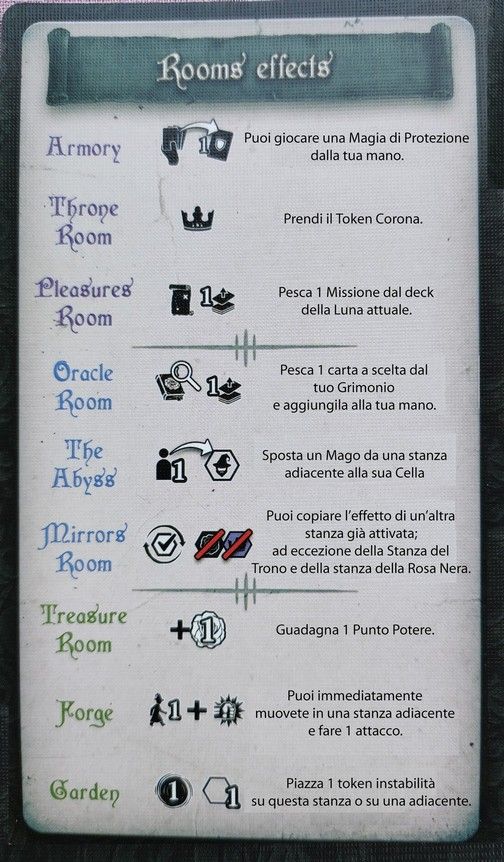 Rooms' effects
Armory
1
Puoi giocare una Magia di Protezione
dalla tua mano.
Throne
Room
Prendi il Token Corona.
Pleasures'
Room
1
Pesca 1 Missione dal deck
della Luna attuale.
Oracle
Room
1
Pesca 1 carta a scelta dal
tuo Grimonio
e aggiungila alla tua mano.
The
Abyss
1
Sposta un Mago da una stanza
adiacente alla sua Cella
Mirrors'
Room
Puoi copiare l'effetto di un'altra
stanza già attivata;
ad eccezione della Stanza del
Trono e della stanza della Rosa Nera.
Treasure
Room
+1
Guadagna 1 Punto Potere.
Forge
1 +
Puoi immediatamente
muovete in una stanza adiacente
e fare 1 attacco.
Garden
1 1
Piazza 1 token instabilità
su questa stanza o su una adiacente.